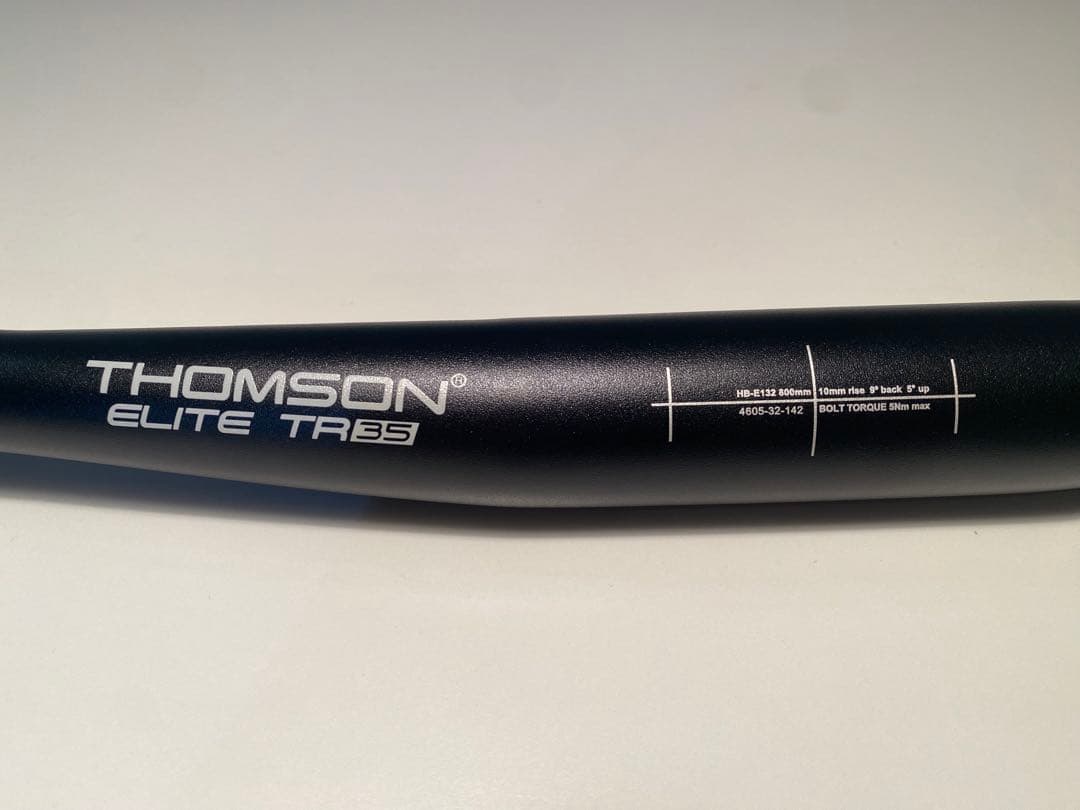 THOMSON®
ELITE TR35
HB-E132 800mm 10mm rise 9° back 5° up
4605-32-142 BOLT TORQUE 5Nm max